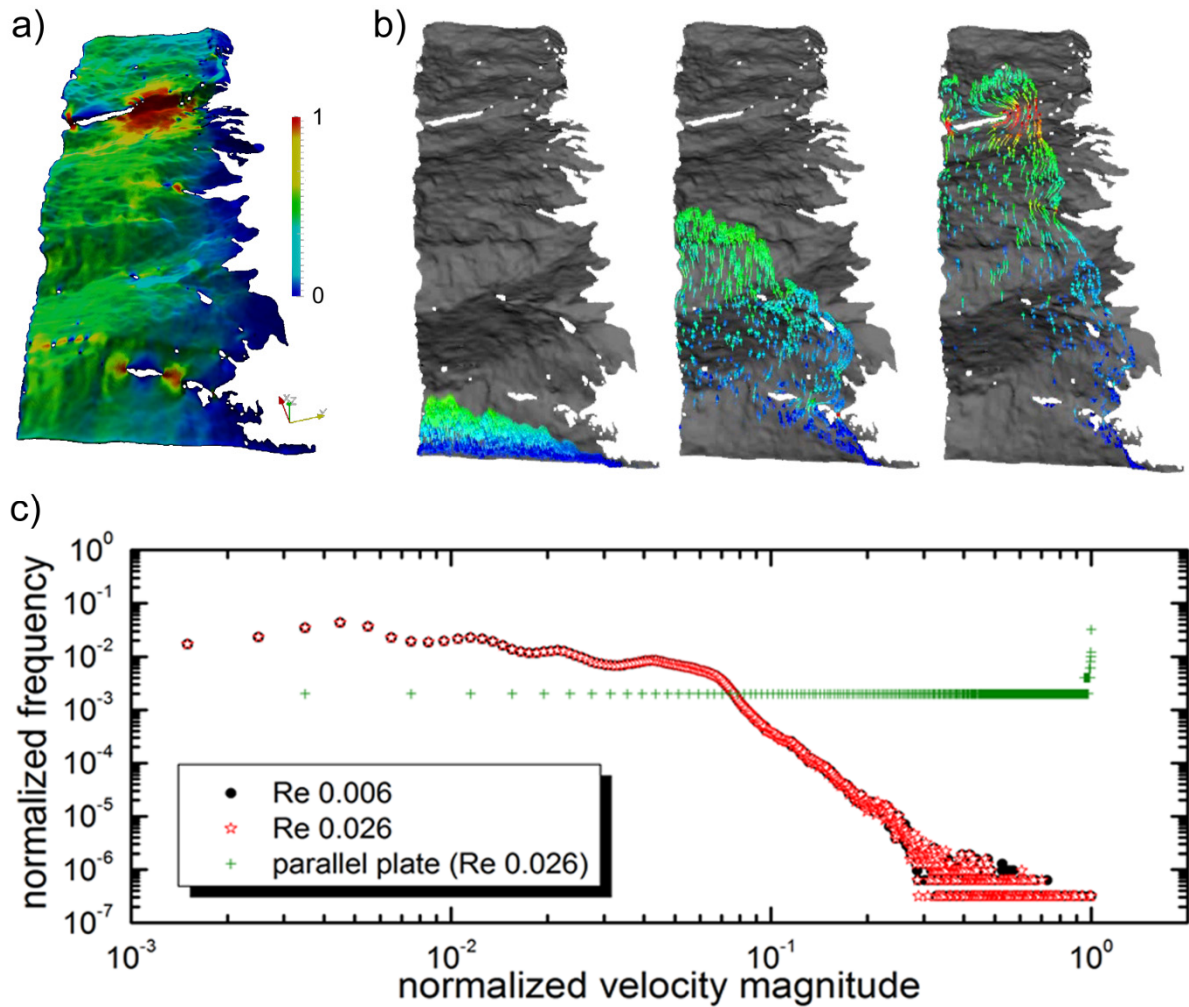 a)
b)
1
0
X
Z
Y
c)
normalized frequency
10^0
10^-1
10^-2
10^-3
10^-4
10^-5
10^-6
10^-7
Re 0.006
Re 0.026
parallel plate (Re 0.026)
10^-3
10^-2
10^-1
10^0
normalized velocity magnitude